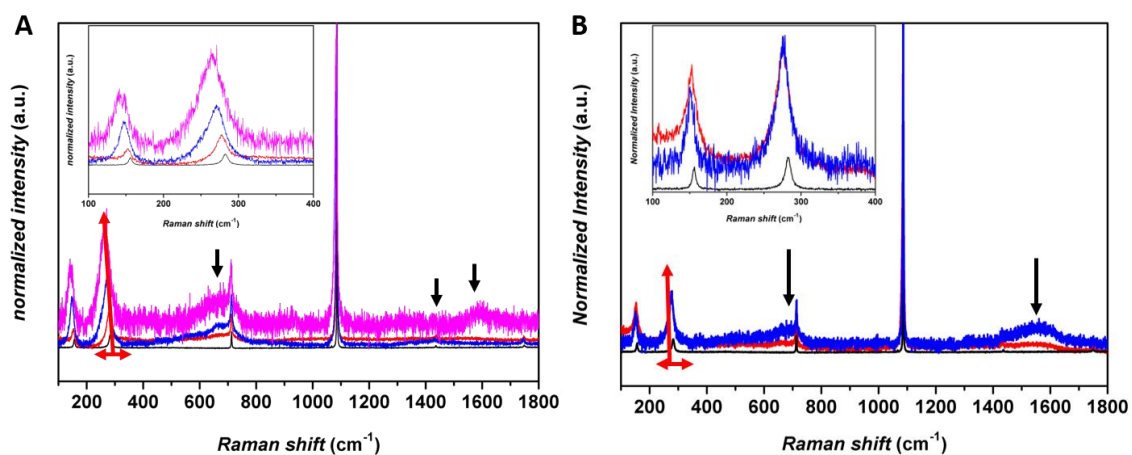 A
normalized intensity (a.u.)
normalized intensity (a.u.)
100 200 300 400
Raman shift (cm-1)
200 400 600 800 1000 1200 1400 1600 1800
Raman shift (cm-1)
B
Normalized Intensity (a.u.)
Normalized Intensity (a.u.)
100 200 300 400
Raman shift (cm-1)
200 400 600 800 1000 1200 1400 1600 1800
Raman shift (cm-1)